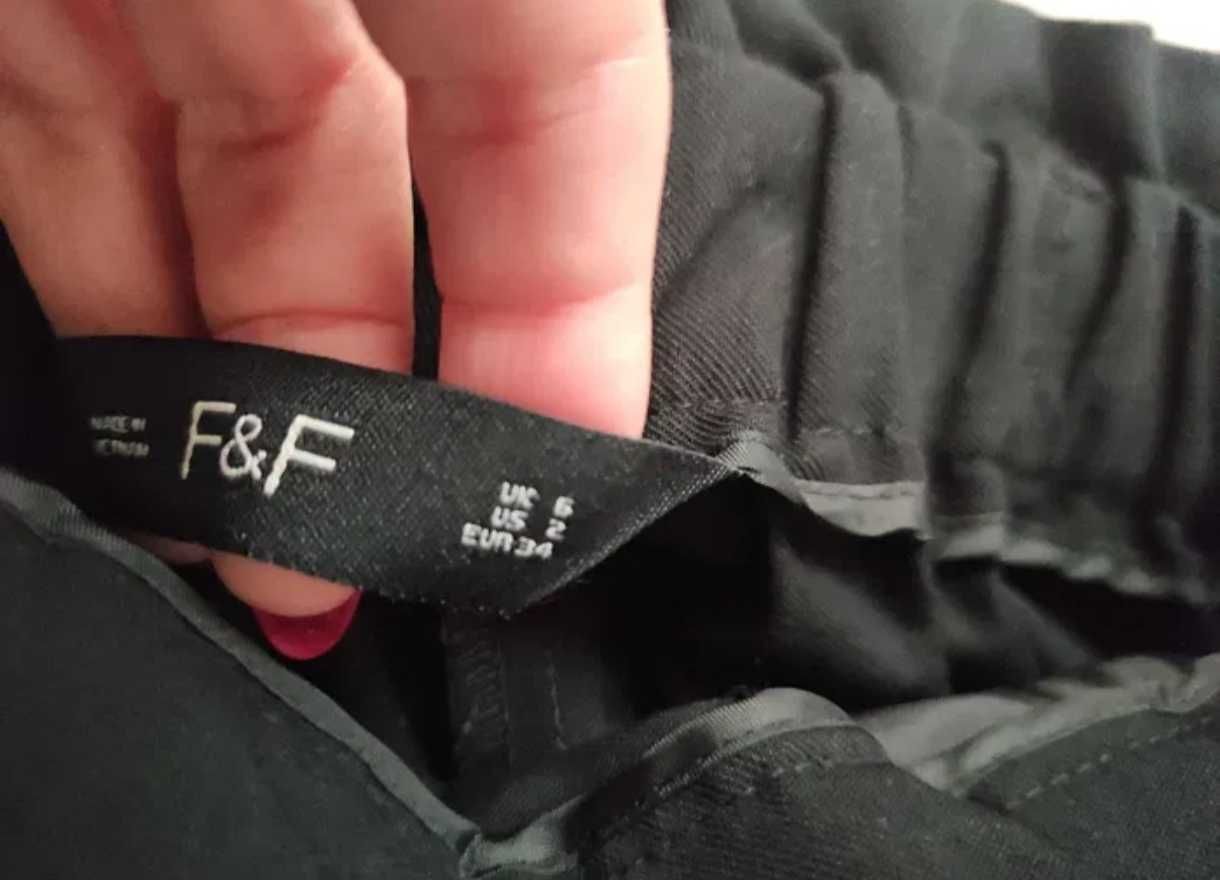 MADE IN
VIETNAM
F&F
UK 6
US 2
EUR 34